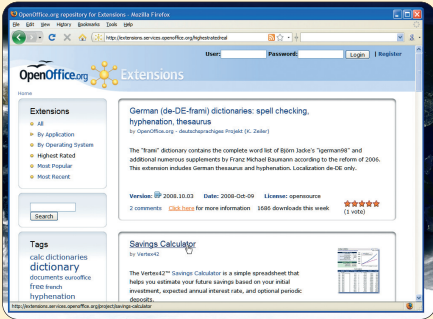 OpenOffice.org repository for Extensions - Mozilla Firefox
File Edit View History Bookmarks Tools Help
http://extensions.services.openoffice.org/highestratedreal
User: Password: Login | Register
OpenOffice.org Extensions
Home
Extensions
All
By Application
By Operating System
Highest Rated
Most Popular
Most Recent
Search
Tags
calc dictionaries
dictionary
documents eurooffice
free french
hyphenation
German (de-DE-frami) dictionaries: spell checking,
hyphenation, thesaurus
by OpenOffice.org - deutschsprachiges Projekt (K. Zeiler)
The "frami" dictionary contains the complete word list of Björn Jacke's "igerman98" and
additional numerous supplements by Franz Michael Baumann according to the reform of 2006.
This extension includes German thesaurus and hyphenation. Localization de-DE only.
Version: 2008.10.03 Date: 2008-Oct-09 License: opensource
2 comments Click here for more information 1686 downloads this week
(1 vote)
Savings Calculator
by Vertex42
The Vertex42™ Savings Calculator is a simple spreadsheet that
helps you estimate your future savings based on your initial
investment, expected annual interest rate, and optional periodic
deposits.
http://extensions.services.openoffice.org/project/savings-calculator